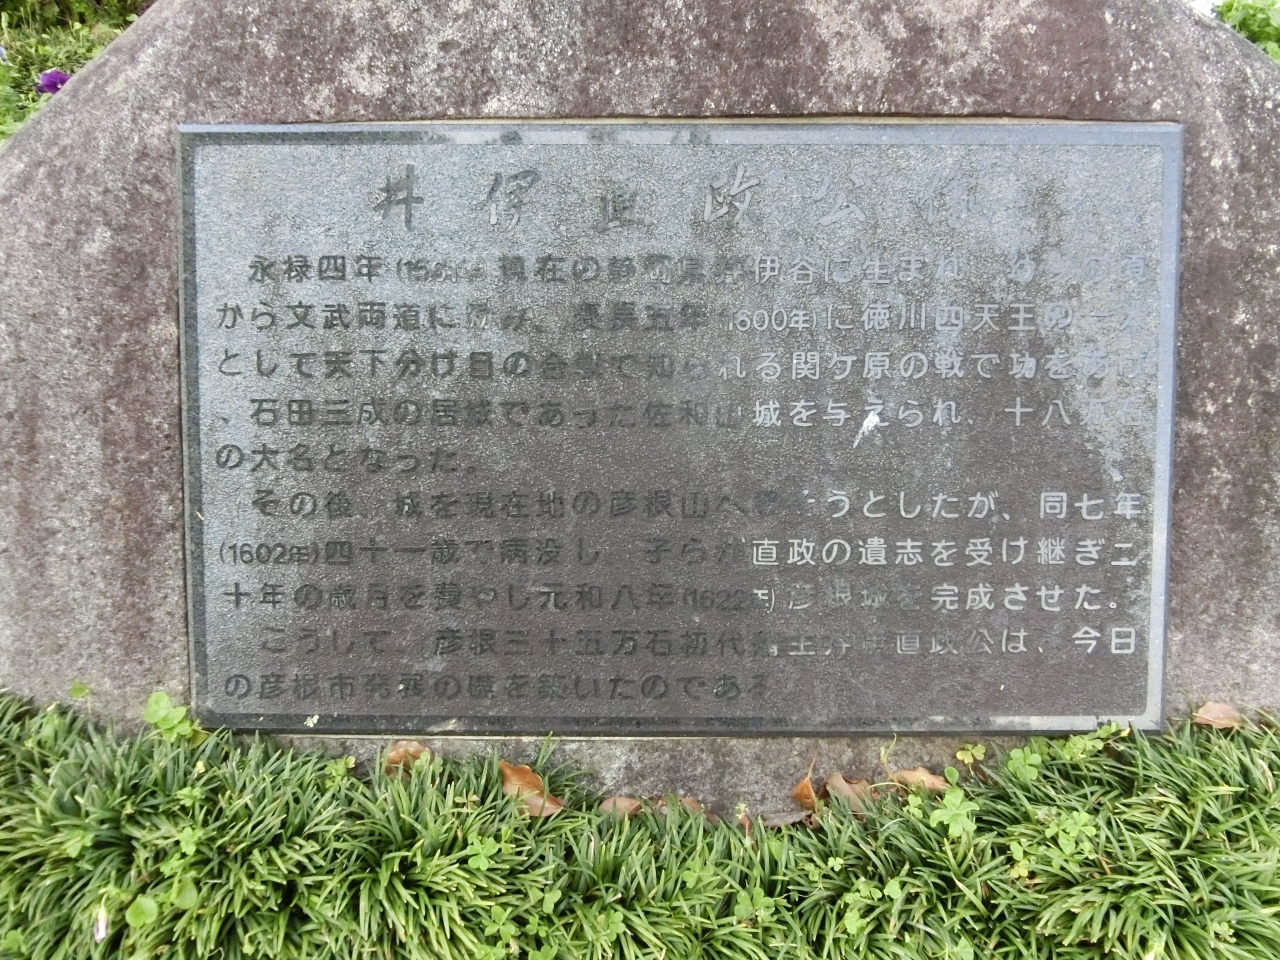 井伊直政公
永禄四年(1561年)現在の静岡県井伊谷に生まれ
から文武両道に励み、慶長五年(1600年)に徳川四天王の一人
として天下分け目の合戦で知られる関ケ原の戦で功をあげ
、石田三成の居城であった佐和山城を与えられ、十八万石
の大名となった。
その後 城を現在地の彦根山へ移そうとしたが、同七年
(1602年)四十一歳で病没し 子らが直政の遺志を受け継ぎ二
十年の歳月を費やし元和八年(1622年)彦根城を完成させた。
こうして 彦根三十五万石初代藩主井伊直政公は、今日
の彦根市発展の礎を築いたのである